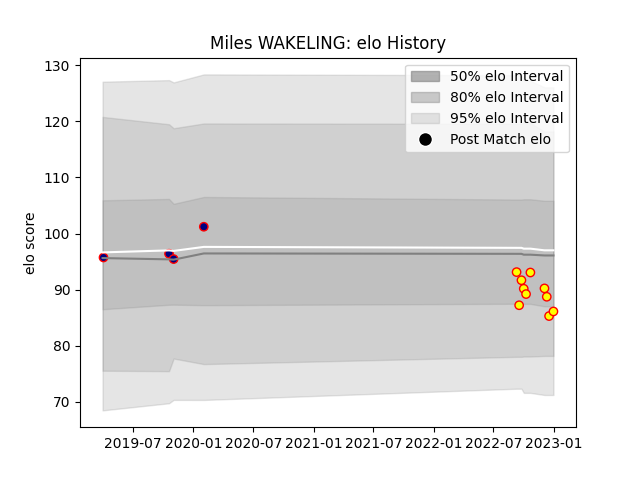 Miles WAKELING: elo History
50% elo Interval
80% elo Interval
95% elo Interval
Post Match elo
elo score
130
120
110
100
90
80
70
2019-07 2020-01 2020-07 2021-01 2021-07 2022-01 2022-07 2023-01